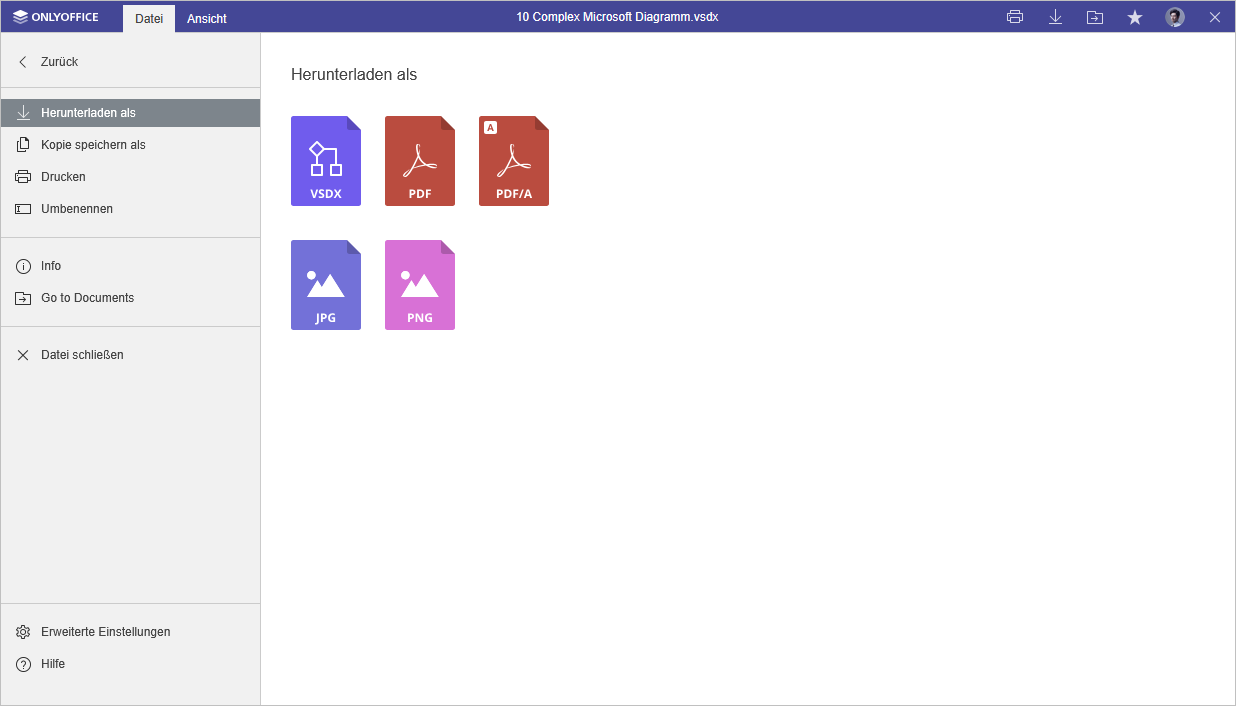 ONLYOFFICE
Datei
Ansicht
10 Complex Microsoft Diagramm.vsdx
Zurück
Herunterladen als
Kopie speichern als
Drucken
Umbenennen
Info
Go to Documents
Datei schließen
Erweiterte Einstellungen
Hilfe
Herunterladen als
VSDX
PDF
A
PDF/A
JPG
PNG